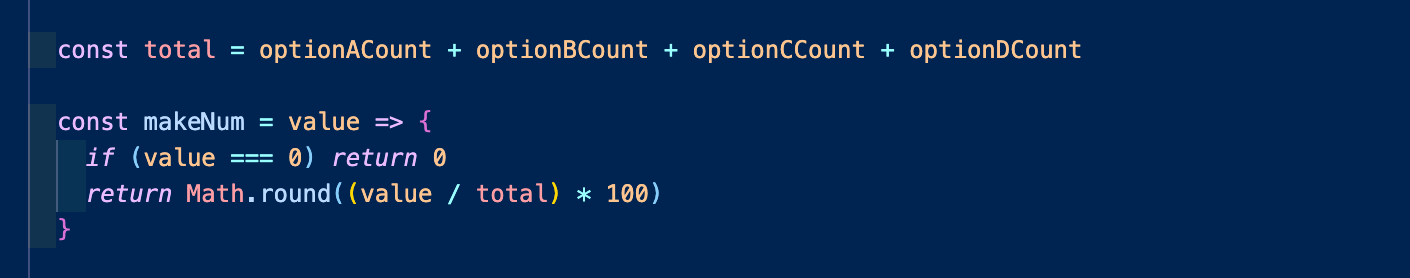 const total = optionACount + optionBCount + optionCCount + optionDCount
const makeNum = value => {
if (value === 0) return 0
return Math.round((value / total) * 100)
}